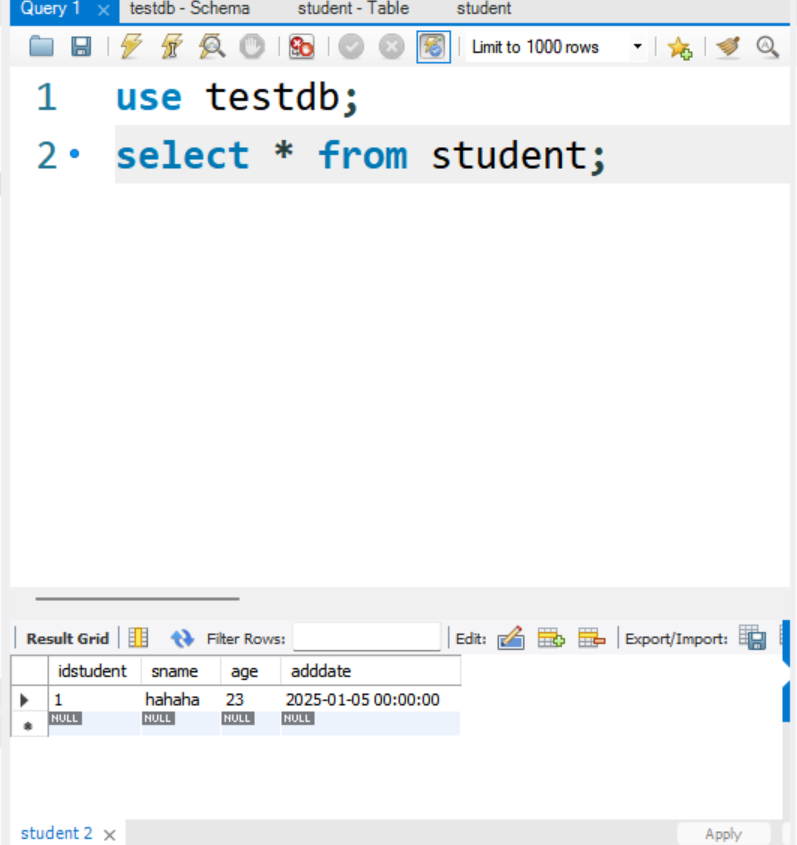 Query 1 testdb - Schema student - Table student
Limit to 1000 rows
1 use testdb;
2 select * from student;
Result Grid Filter Rows: Edit: Export/Import:
idstudent sname age adddate
1 hahaha 23 2025-01-05 00:00:00
NULL NULL NULL NULL
student 2 Apply